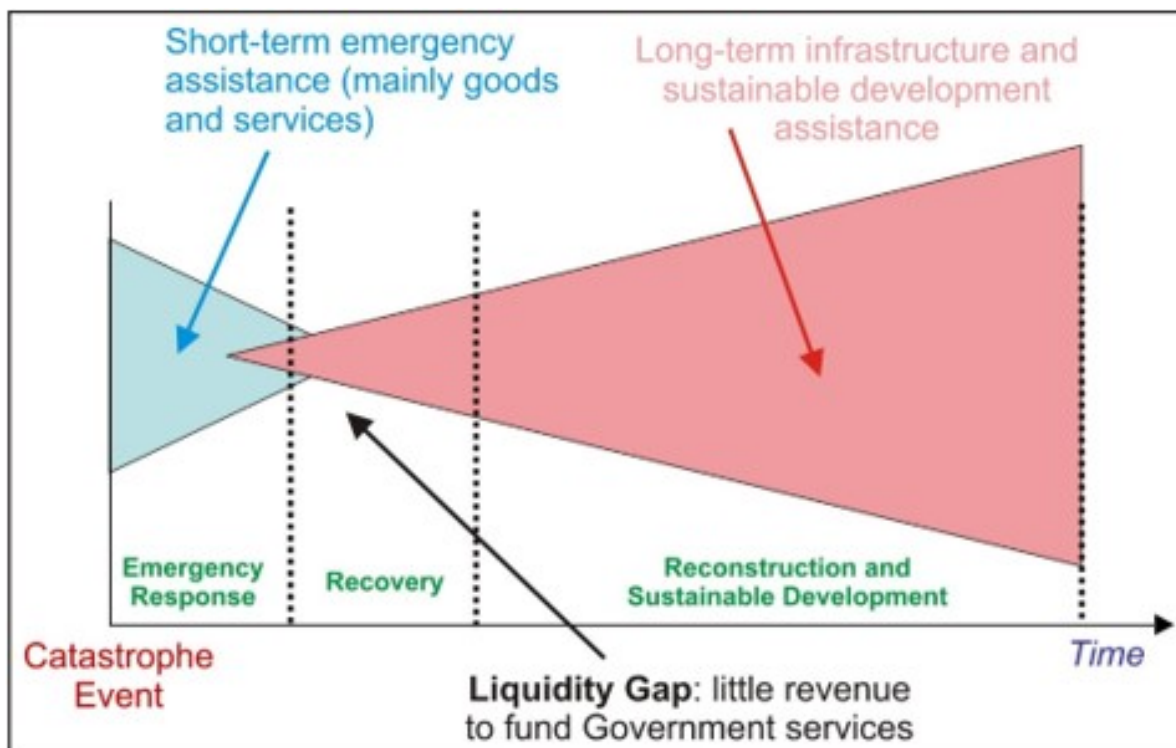 Short-term emergency
assistance (mainly goods
and services)
Long-term infrastructure and
sustainable development
assistance
Emergency
Response
Recovery
Reconstruction and
Sustainable Development
Catastrophe
Event
Time
Liquidity Gap: little revenue
to fund Government services